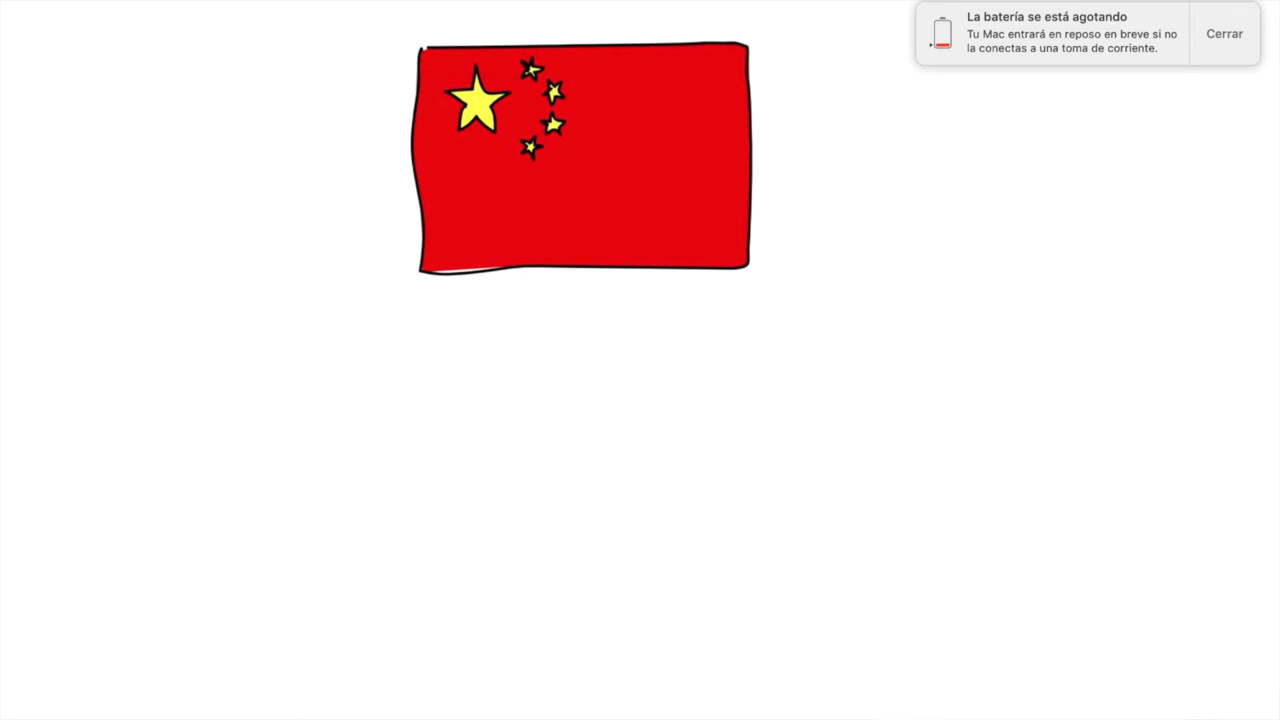 La batería se está agotando
Tu Mac entrará en reposo en breve si no
la conectas a una toma de corriente.
Cerrar